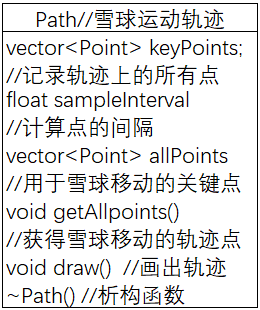 Path//雪球运动轨迹
vector<Point> keyPoints;
//记录轨迹上的所有点
float sampleInterval
//计算点的间隔
vector<Point> allPoints
//用于雪球移动的关键点
void getAllpoints()
//获得雪球移动的轨迹点
void draw() //画出轨迹
~Path() //析构函数